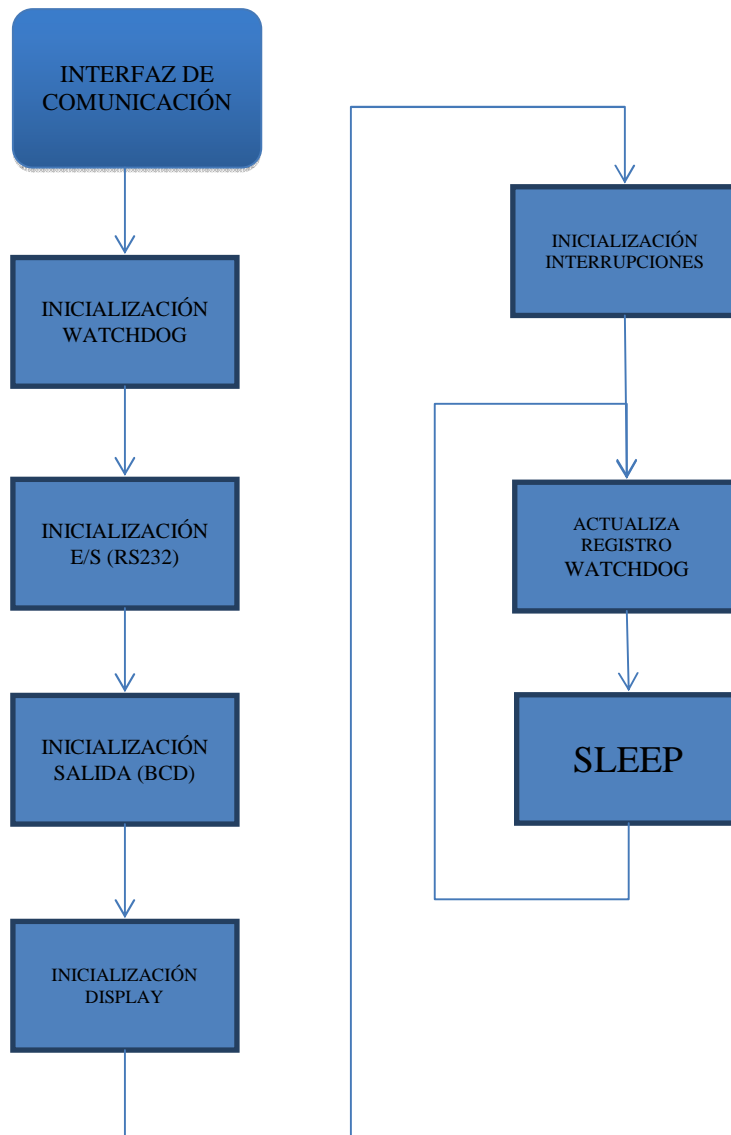 INTERFAZ DE
COMUNICACIÓN
INICIALIZACIÓN
WATCHDOG
INICIALIZACIÓN
E/S (RS232)
INICIALIZACIÓN
SALIDA (BCD)
INICIALIZACIÓN
DISPLAY
INICIALIZACIÓN
INTERRUPCIONES
ACTUALIZA
REGISTRO
WATCHDOG
SLEEP